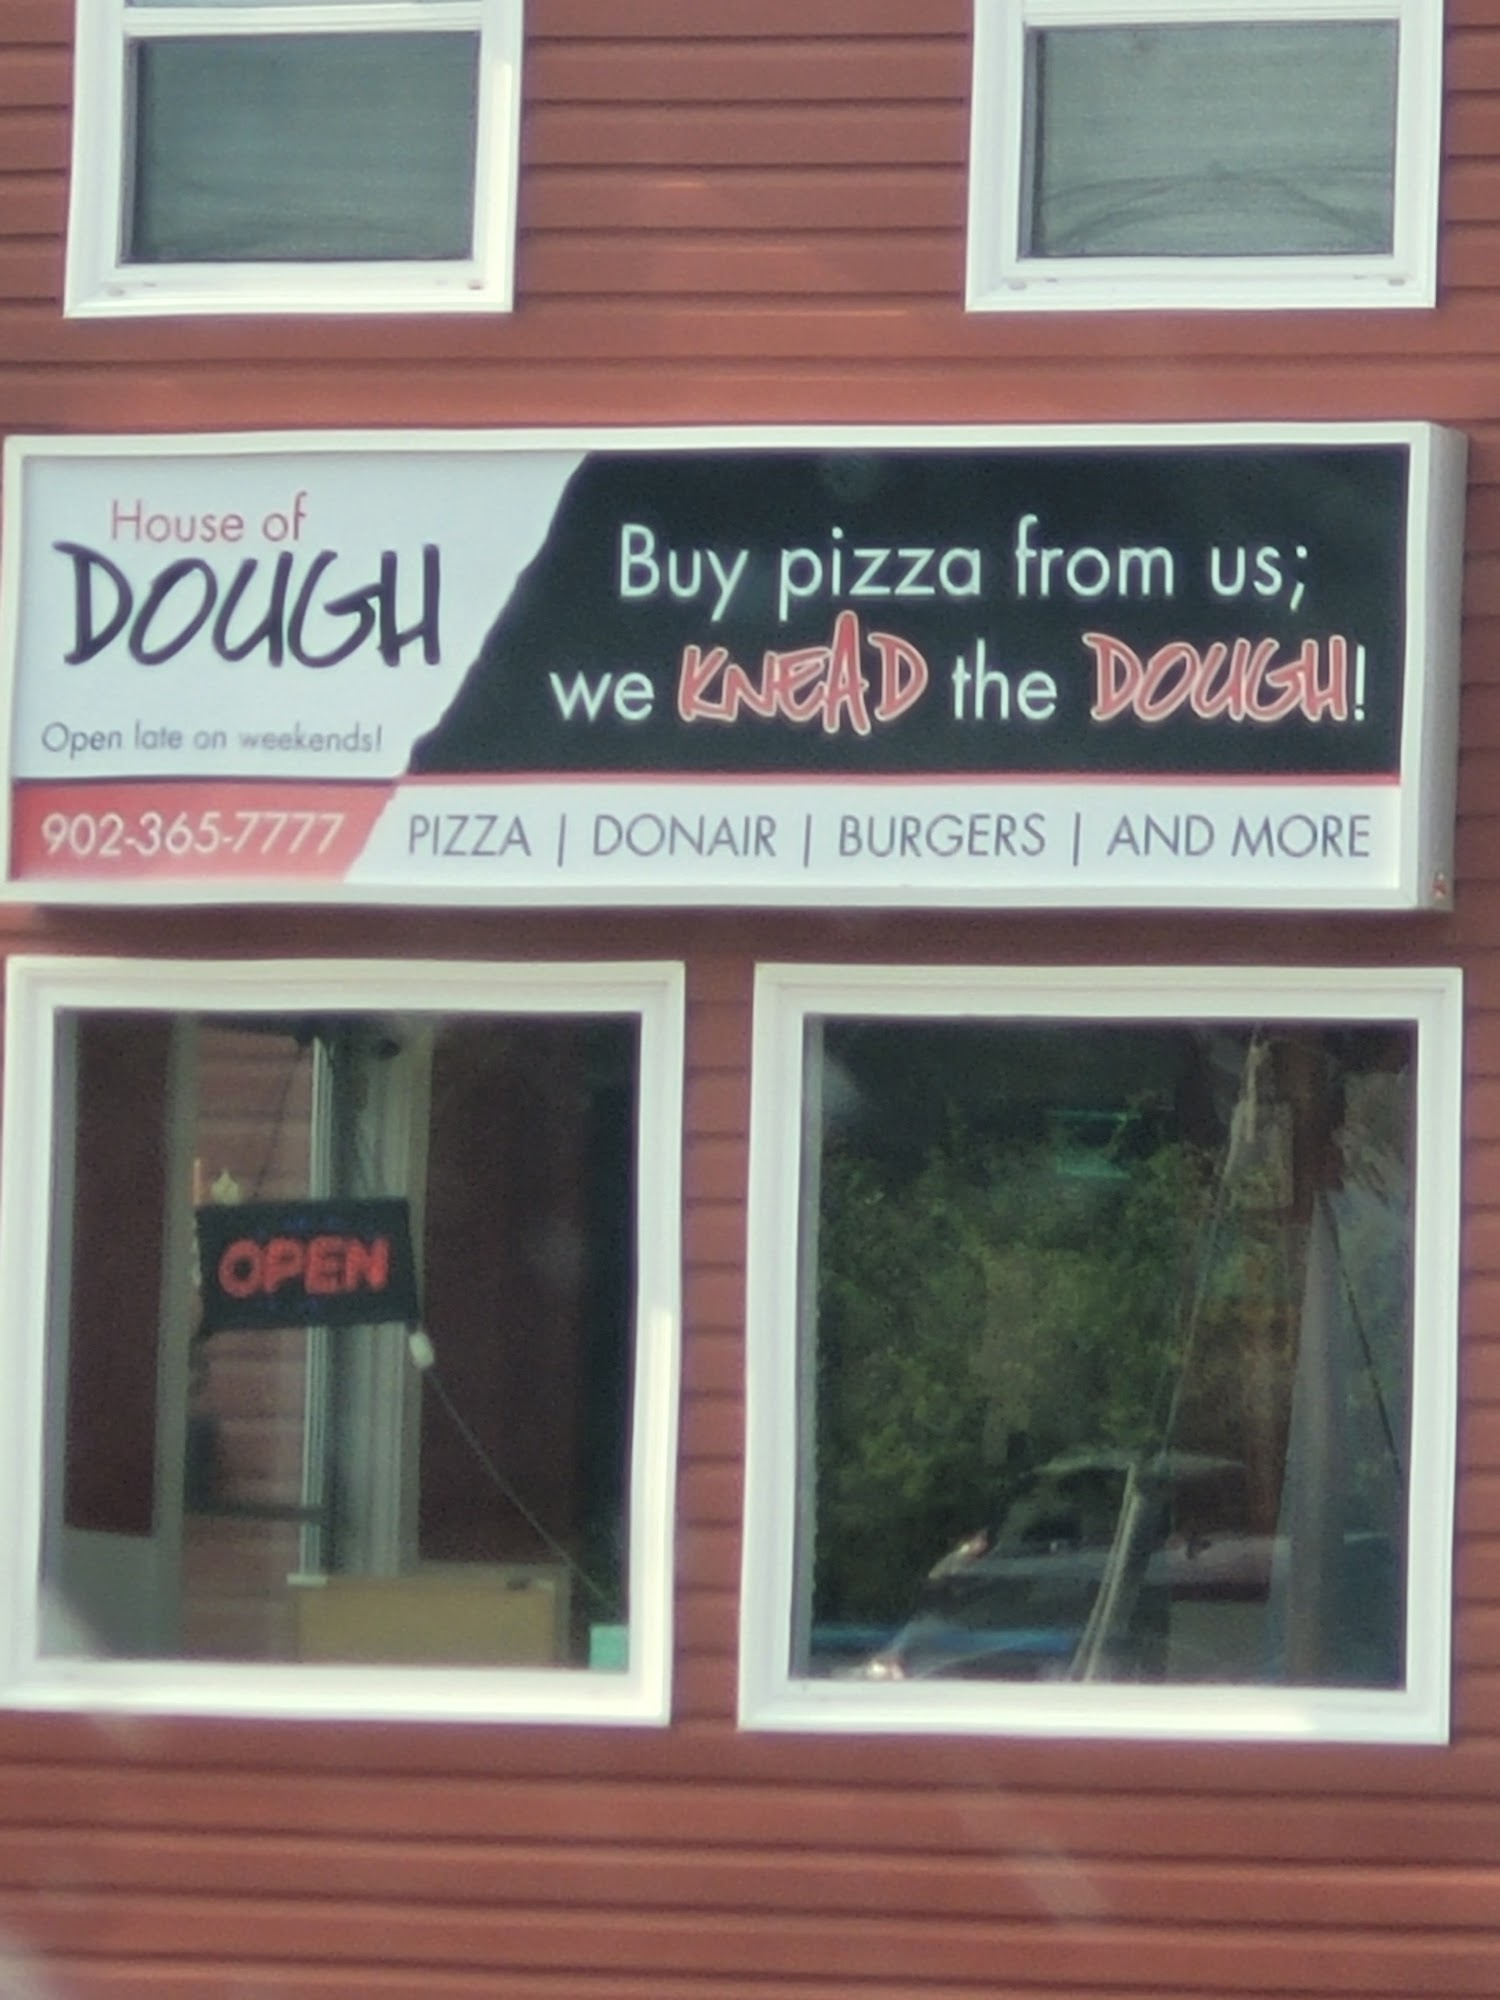 House of
DOUGH
Open late on weekends!
902-365-7777
Buy pizza from us;
we KNEAD the DOUGH!
PIZZA | DONAIR | BURGERS | AND MORE
OPEN